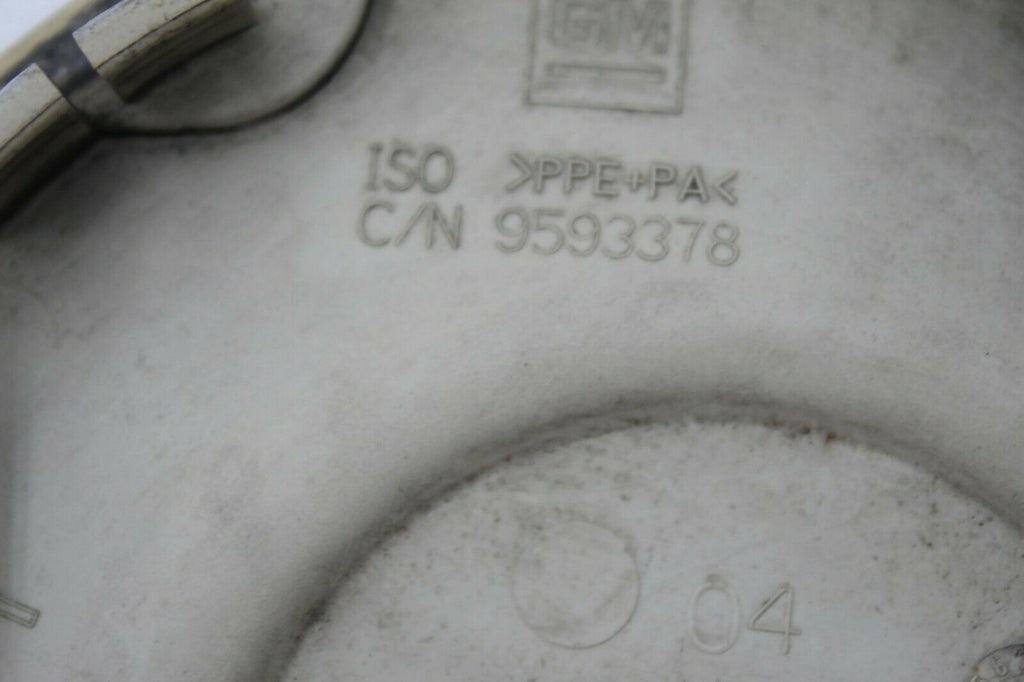 GM
ISO >PPE+PA<
C/N 9593378
04